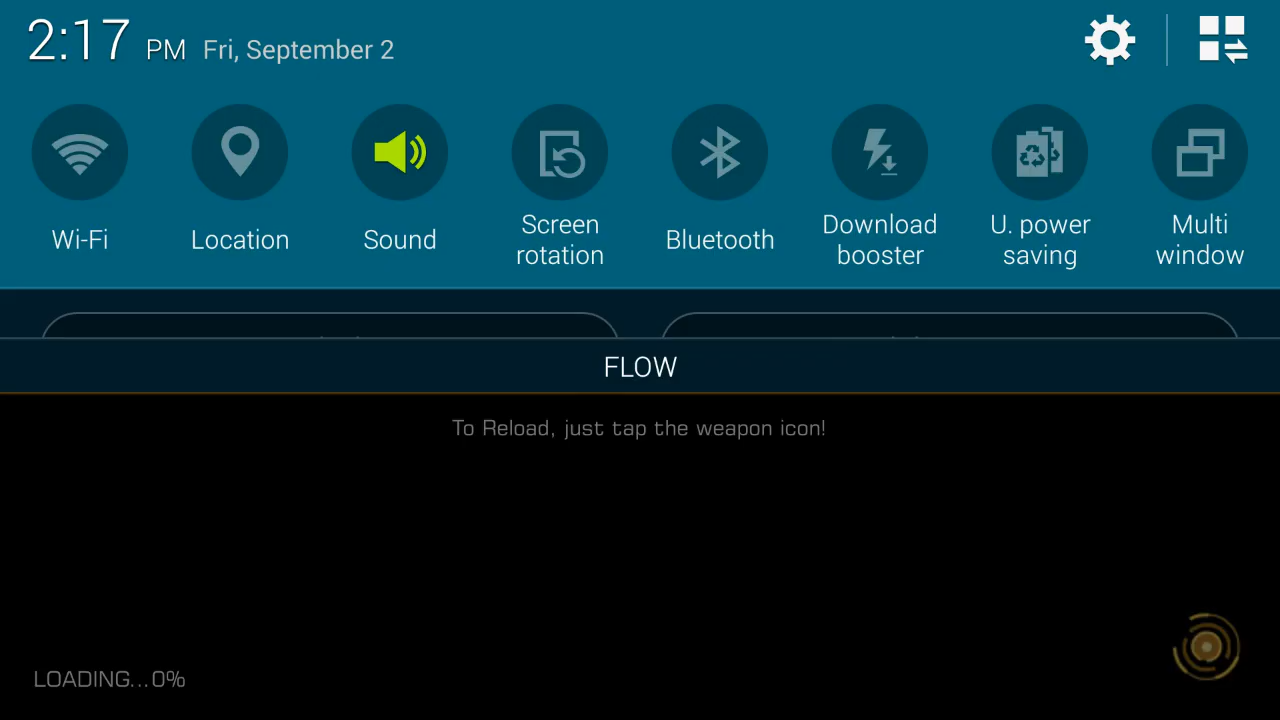 2:17 PM Fri, September 2
Wi-Fi
Location
Sound
Screen
rotation
Bluetooth
Download
booster
U. power
saving
Multi
window
FLOW
To Reload, just tap the weapon icon!
LOADING...0%